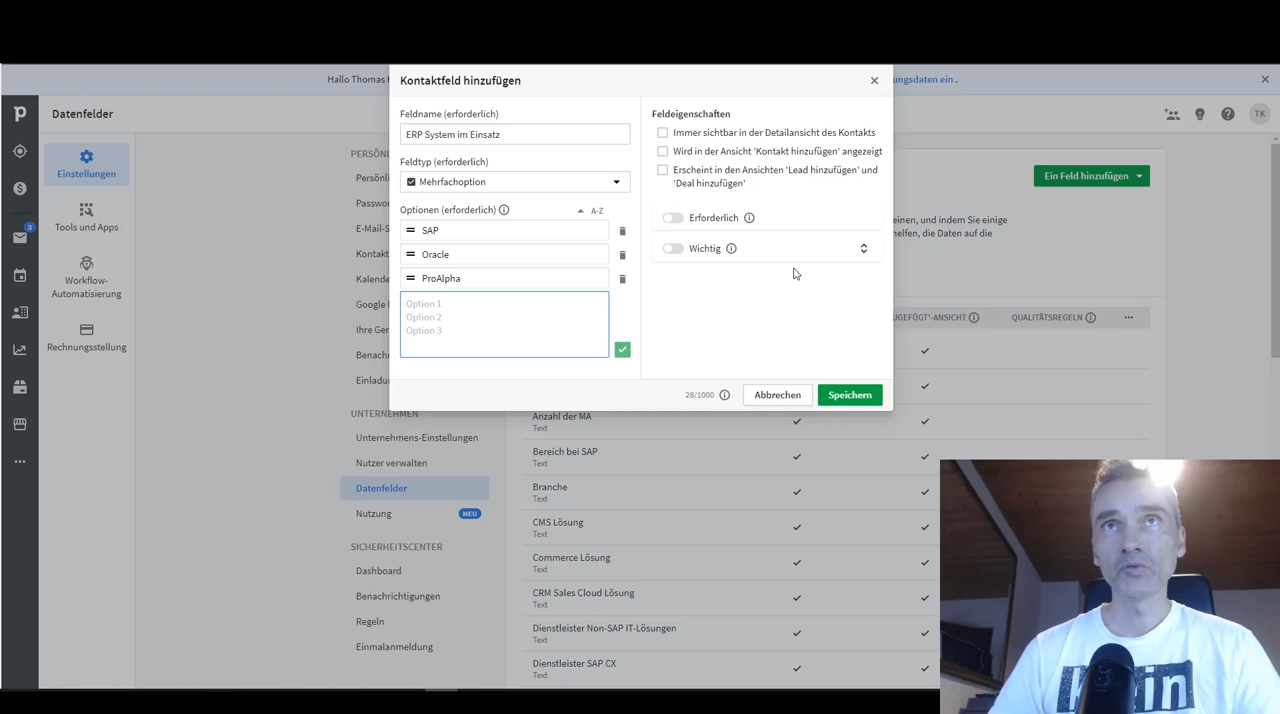 Hallo Thomas
ungsdaten ein .
p
Datenfelder
TK
3
Einstellungen
Tools und Apps
Workflow-
Automatisierung
Rechnungsstellung
Kontakt
Kalende
Google
Ihre Ger
Benach
Einladu
UNTERNEHMEN
Unternehmens-Einstellungen
Nutzer verwalten
Datenfelder
Nutzung
NEU
SICHERHEITSCENTER
Dashboard
Benachrichtigungen
Regeln
Einmalanmeldung
Kontaktfeld hinzufügen
Feldname (erforderlich)
ERP System im Einsatz
Feldtyp (erforderlich)
Mehrfachoption
Optionen (erforderlich)
A-Z
SAP
Oracle
ProAlpha
Option 1
Option 2
Option 3
Feldeigenschaften
Immer sichtbar in der Detailansicht des Kontakts
Wird in der Ansicht 'Kontakt hinzufügen' angezeigt
Erscheint in den Ansichten 'Lead hinzufügen' und
'Deal hinzufügen'
Erforderlich
Wichtig
28/1000
Abbrechen
Speichern
Ein Feld hinzufügen
einen, und indem Sie einige
helfen, die Daten auf die
UGEFÜGT'-ANSICHT
QUALITÄTSREGELN
Anzahl der MA
Text
Bereich bei SAP
Text
Branche
Text
CMS Lösung
Text
Commerce Lösung
Text
CRM Sales Cloud Lösung
Text
Dienstleister Non-SAP IT-Lösungen
Text
Dienstleister SAP CX
Text